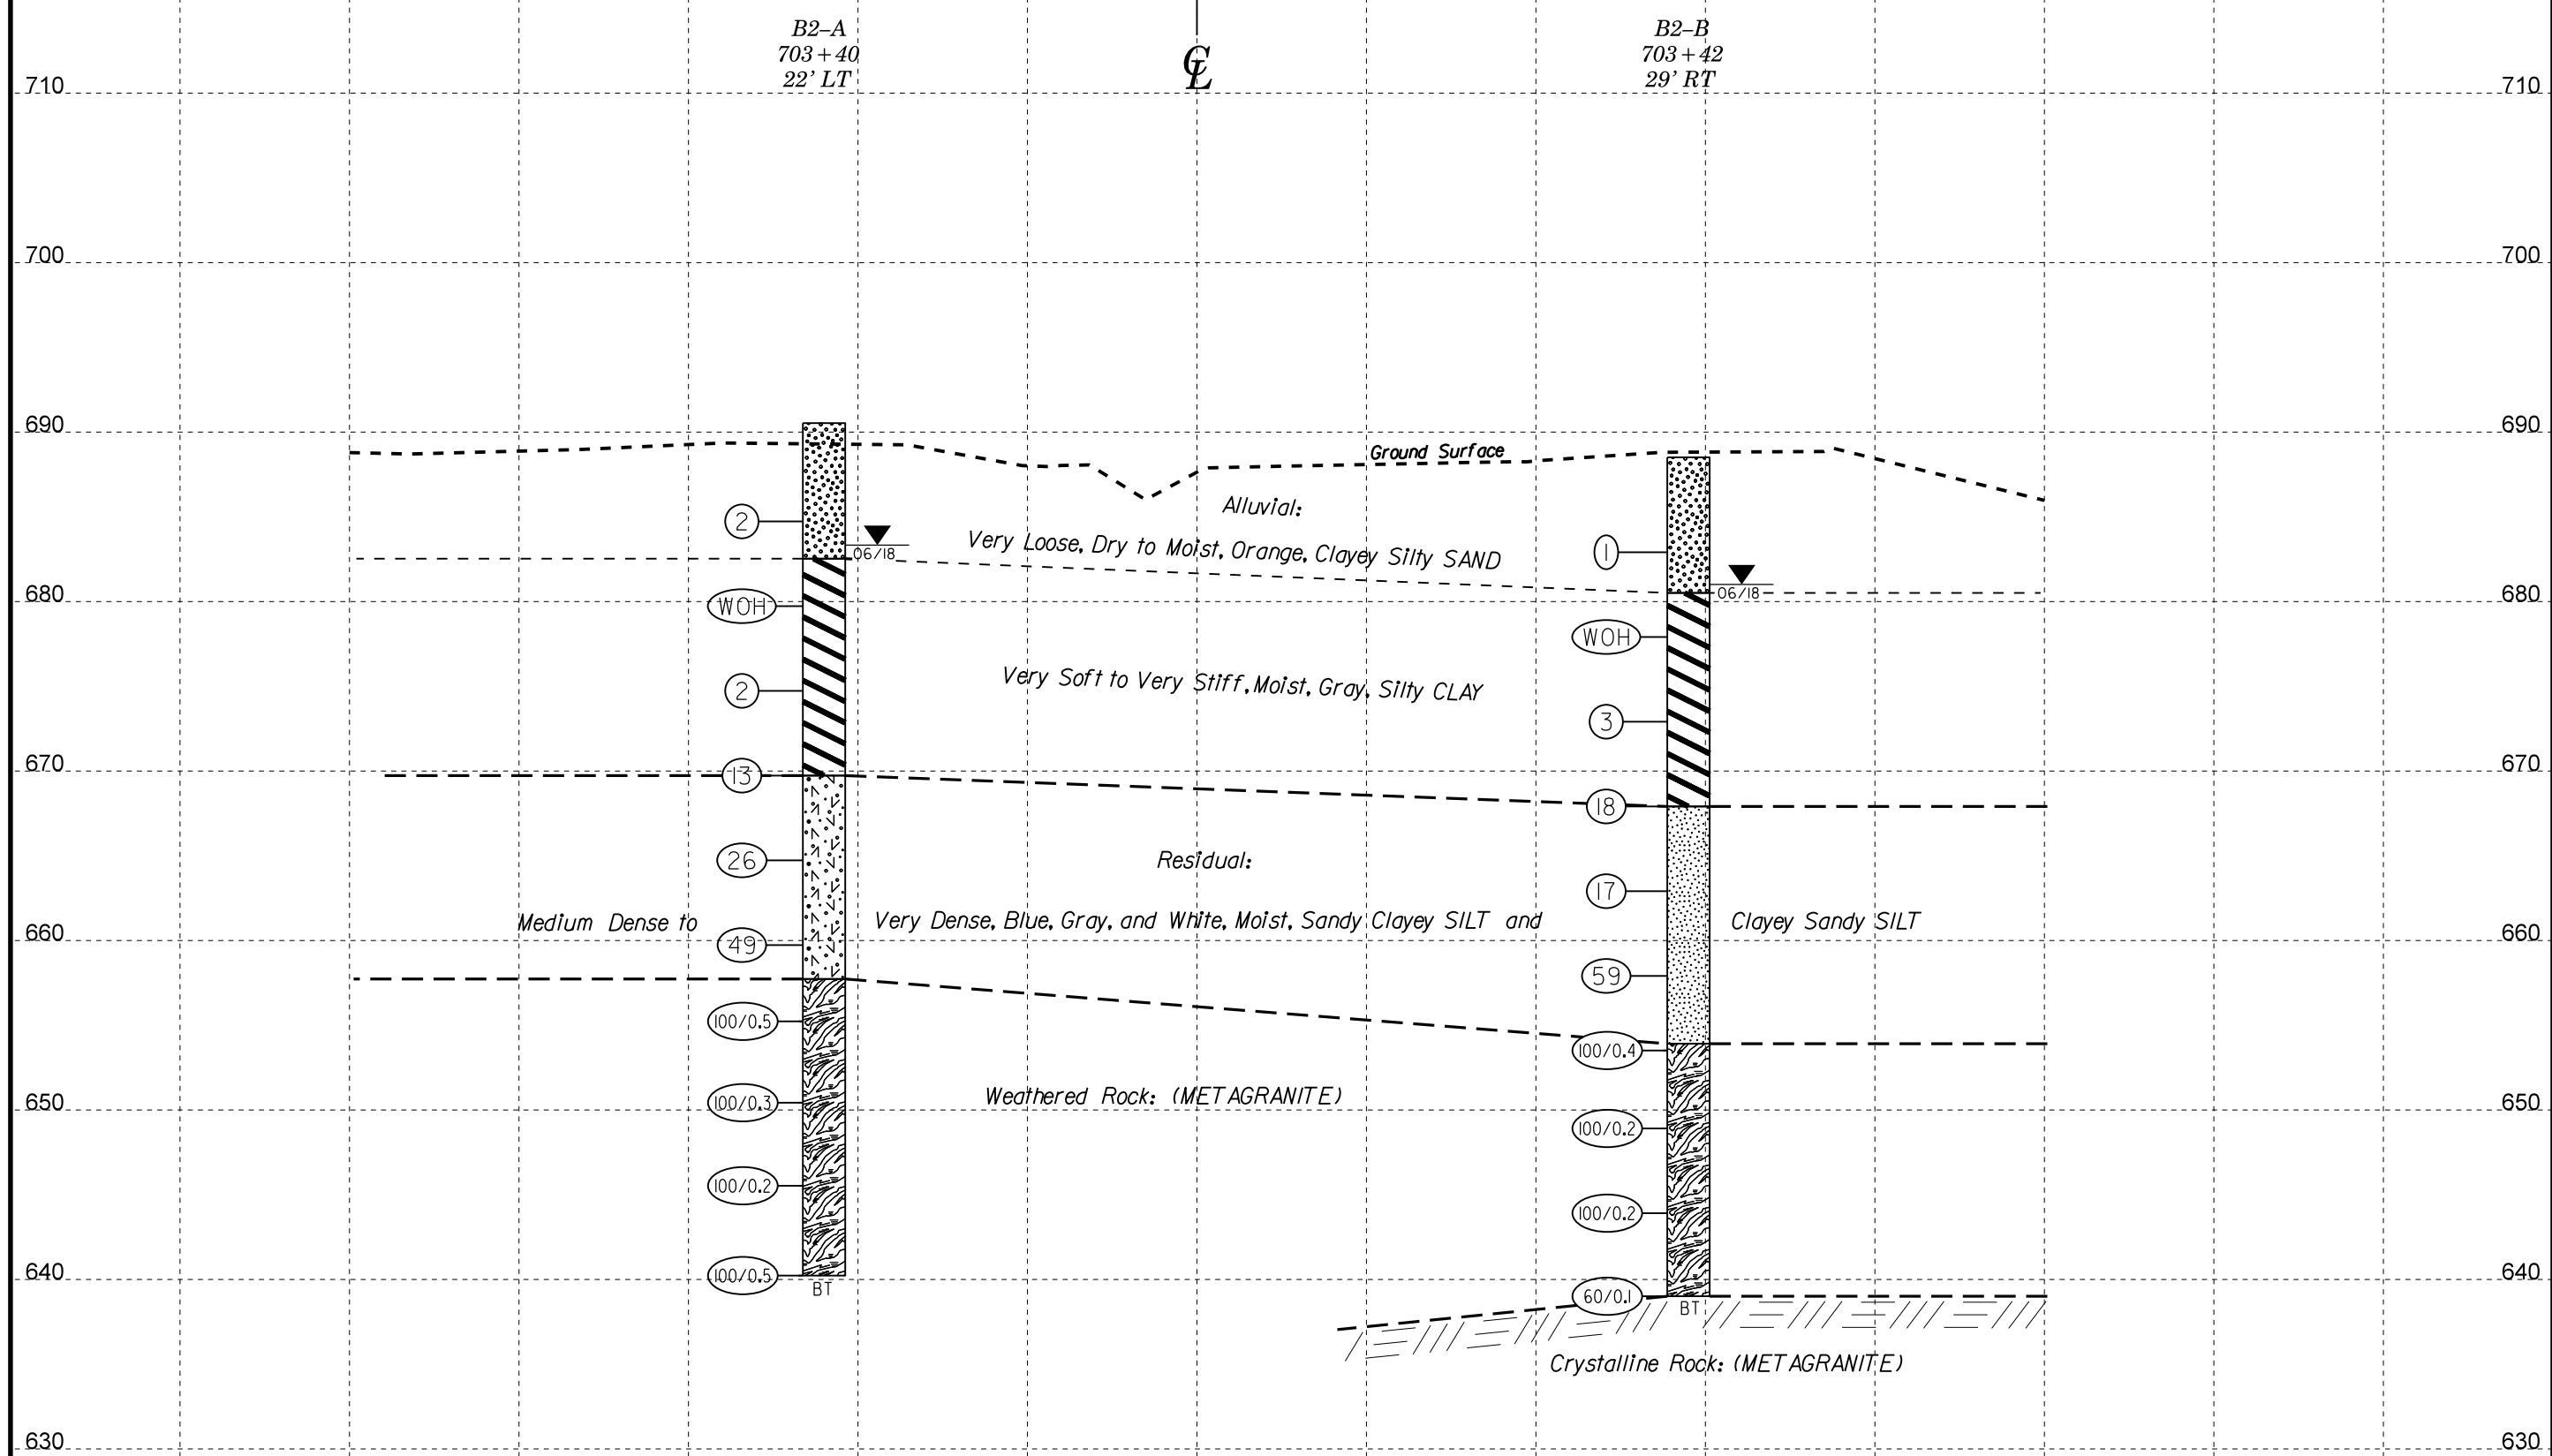 B2-A
703+40
22' LT
℄
B2-B
703+42
29' RT
710 710
700 700
690 690
Ground Surface
Alluvial:
2
06/18
Very Loose, Dry to Moist, Orange, Clayey Silty SAND
1
06/18
680 680
WOH
WOH
Very Soft to Very Stiff, Moist, Gray, Silty CLAY
2
3
670 670
13
18
Residual:
26
17
Medium Dense to Very Dense, Blue, Gray, and White, Moist, Sandy Clayey SILT and Clayey Sandy SILT
660 660
49
59
100/0.5
100/0.4
Weathered Rock: (METAGRANITE)
650 650
100/0.3
100/0.2
100/0.2
100/0.2
640 640
100/0.5
BT
60/0.1
BT
Crystalline Rock: (METAGRANITE)
630 630